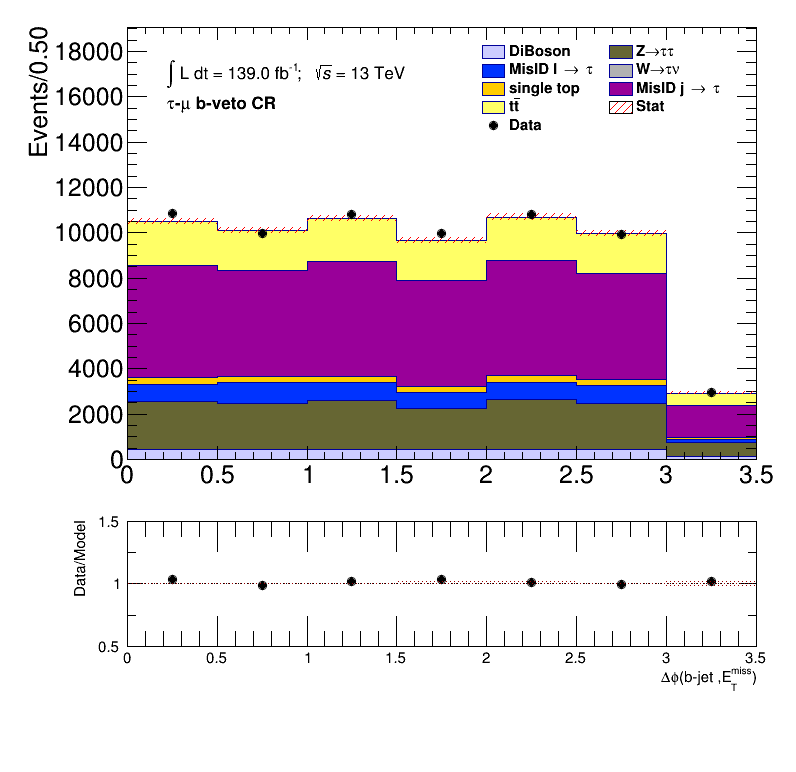 Events/0.50
18000
16000
14000
12000
10000
8000
6000
4000
2000
0
∫ L dt = 139.0 fb⁻¹; √s = 13 TeV
τ-μ b-veto CR
DiBoson
MisID l → τ
single top
tt̄
Data
Z→ττ
W→τν
MisID j → τ
Stat
0 0.5 1 1.5 2 2.5 3 3.5
Data/Model
1.5
1
0.5
0 0.5 1 1.5 2 2.5 3 3.5
Δϕ(b-jet ,E_T^miss)